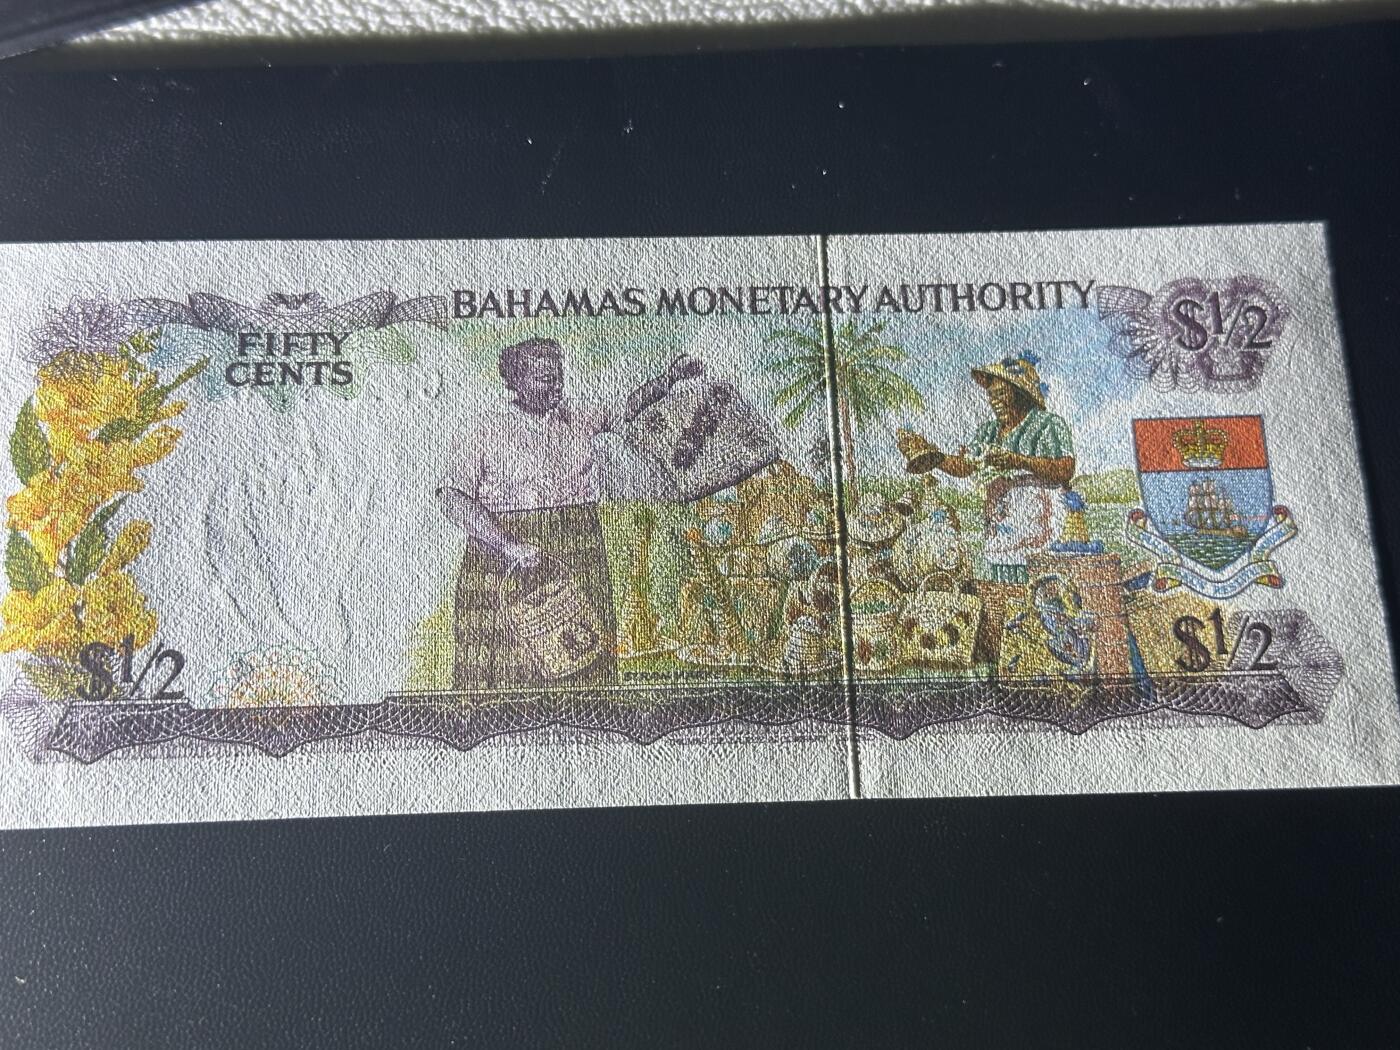 BAHAMAS MONETARY AUTHORITY
$1/2
FIFTY
CENTS
$1/2
$1/2